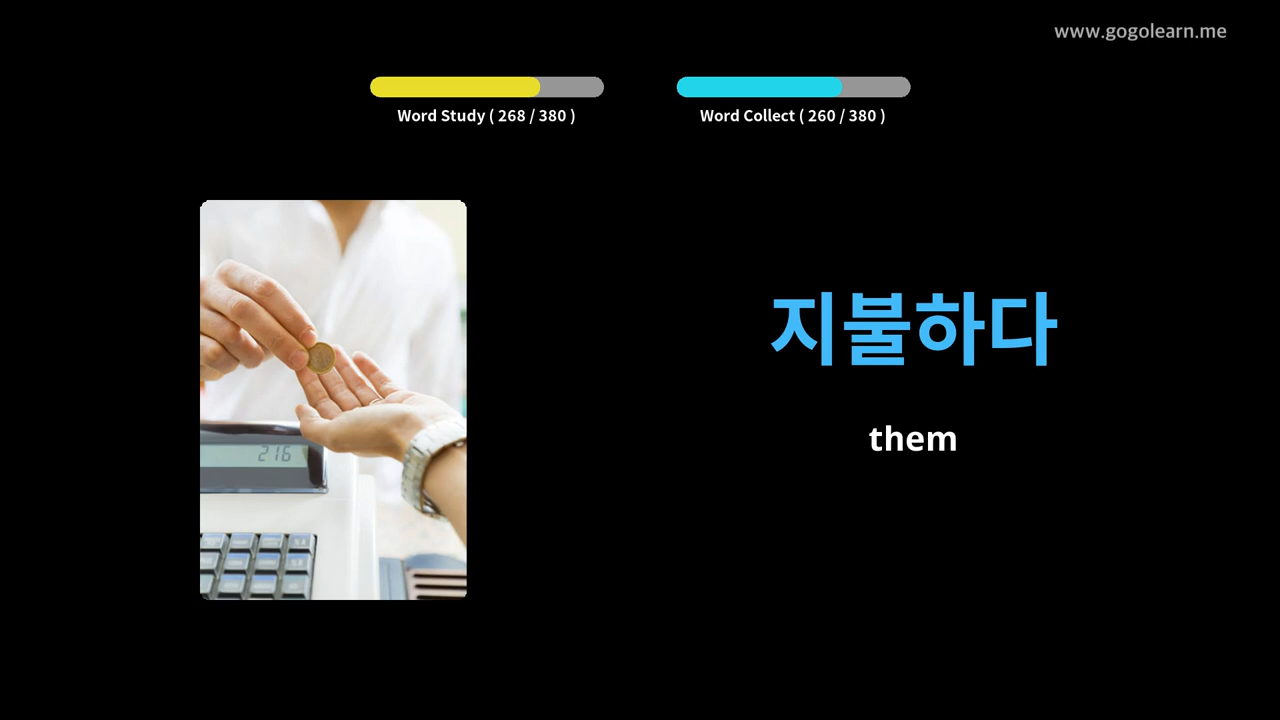 www.gogolearn.me
Word Study ( 268 / 380 )
Word Collect ( 260 / 380 )
지불하다
them
216